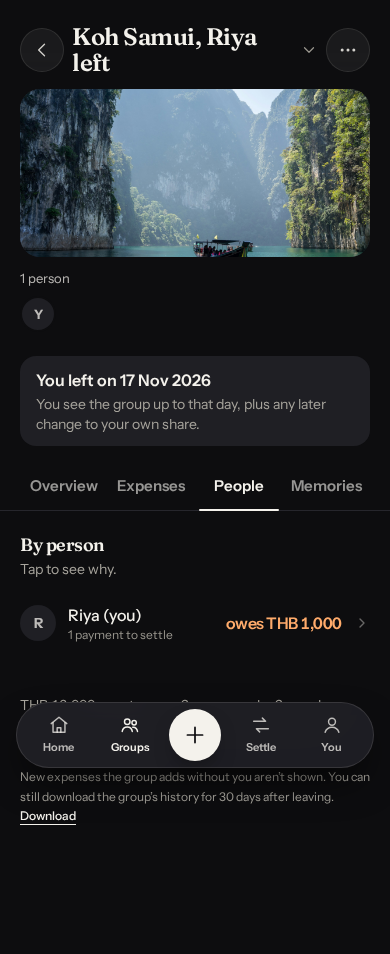 Koh Samui, Riya
left
1 person
Y
You left on 17 Nov 2026
You see the group up to that day, plus any later
change to your own share.
Overview Expenses People Memories
By person
Tap to see why.
R
Riya (you)
1 payment to settle
owes THB 1,000
Home Groups Settle You
New expenses the group adds without you aren't shown. You can
still download the group's history for 30 days after leaving.
Download